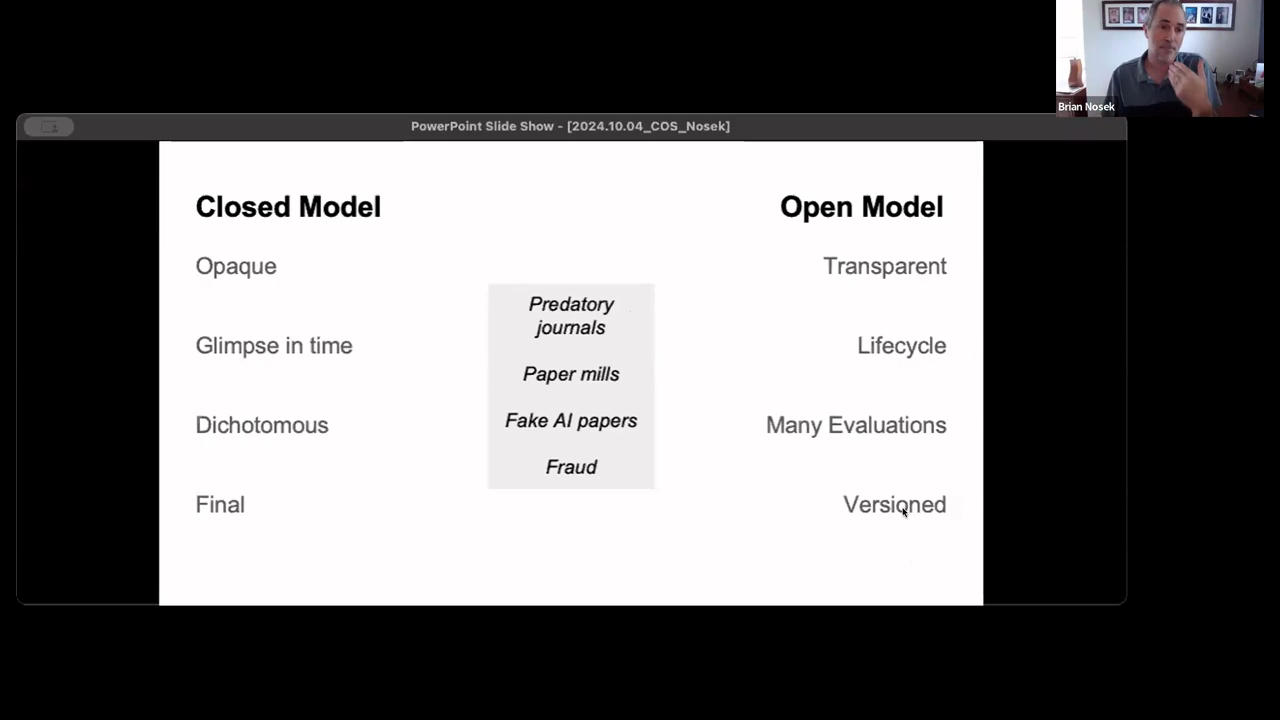 Brian Nosek
PowerPoint Slide Show - [2024.10.04_COS_Nosek]
Closed Model
Open Model
Opaque
Transparent
Predatory
journals
Glimpse in time
Lifecycle
Paper mills
Fake AI papers
Dichotomous
Many Evaluations
Fraud
Final
Versioned